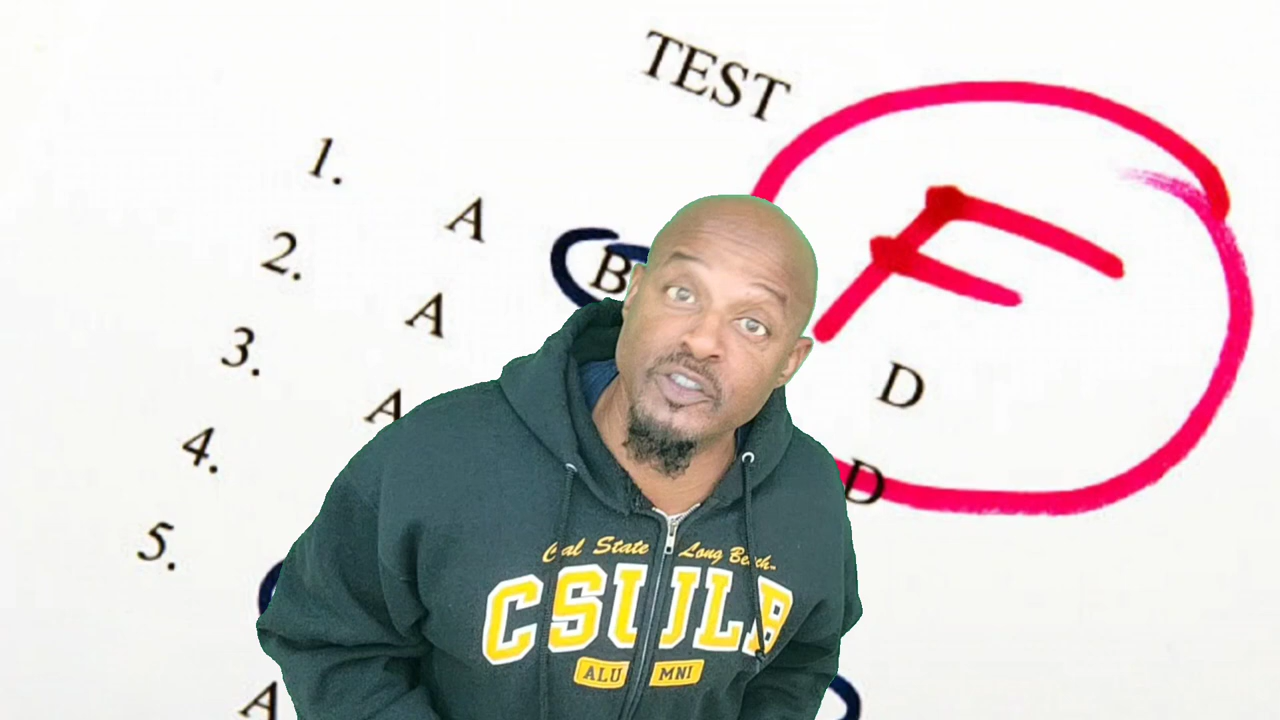 TEST
F
1. A
B
2. A
D
3. A
D
4.
5.
A
Cal State Long Beach
CSULB
ALUMNI